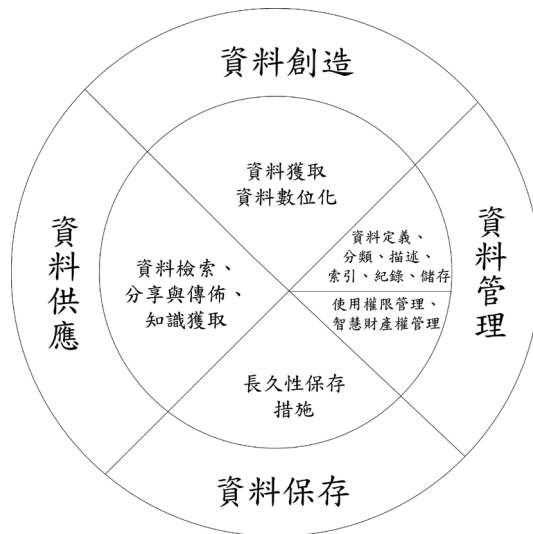 資料創造
資料獲取
資料數位化
資料定義、
分類、描述、
索引、紀錄、儲存
使用權限管理、
智慧財產權管理
資料管理
長久性保存
措施
資料保存
資料檢索、
分享與傳佈、
知識獲取
資料供應